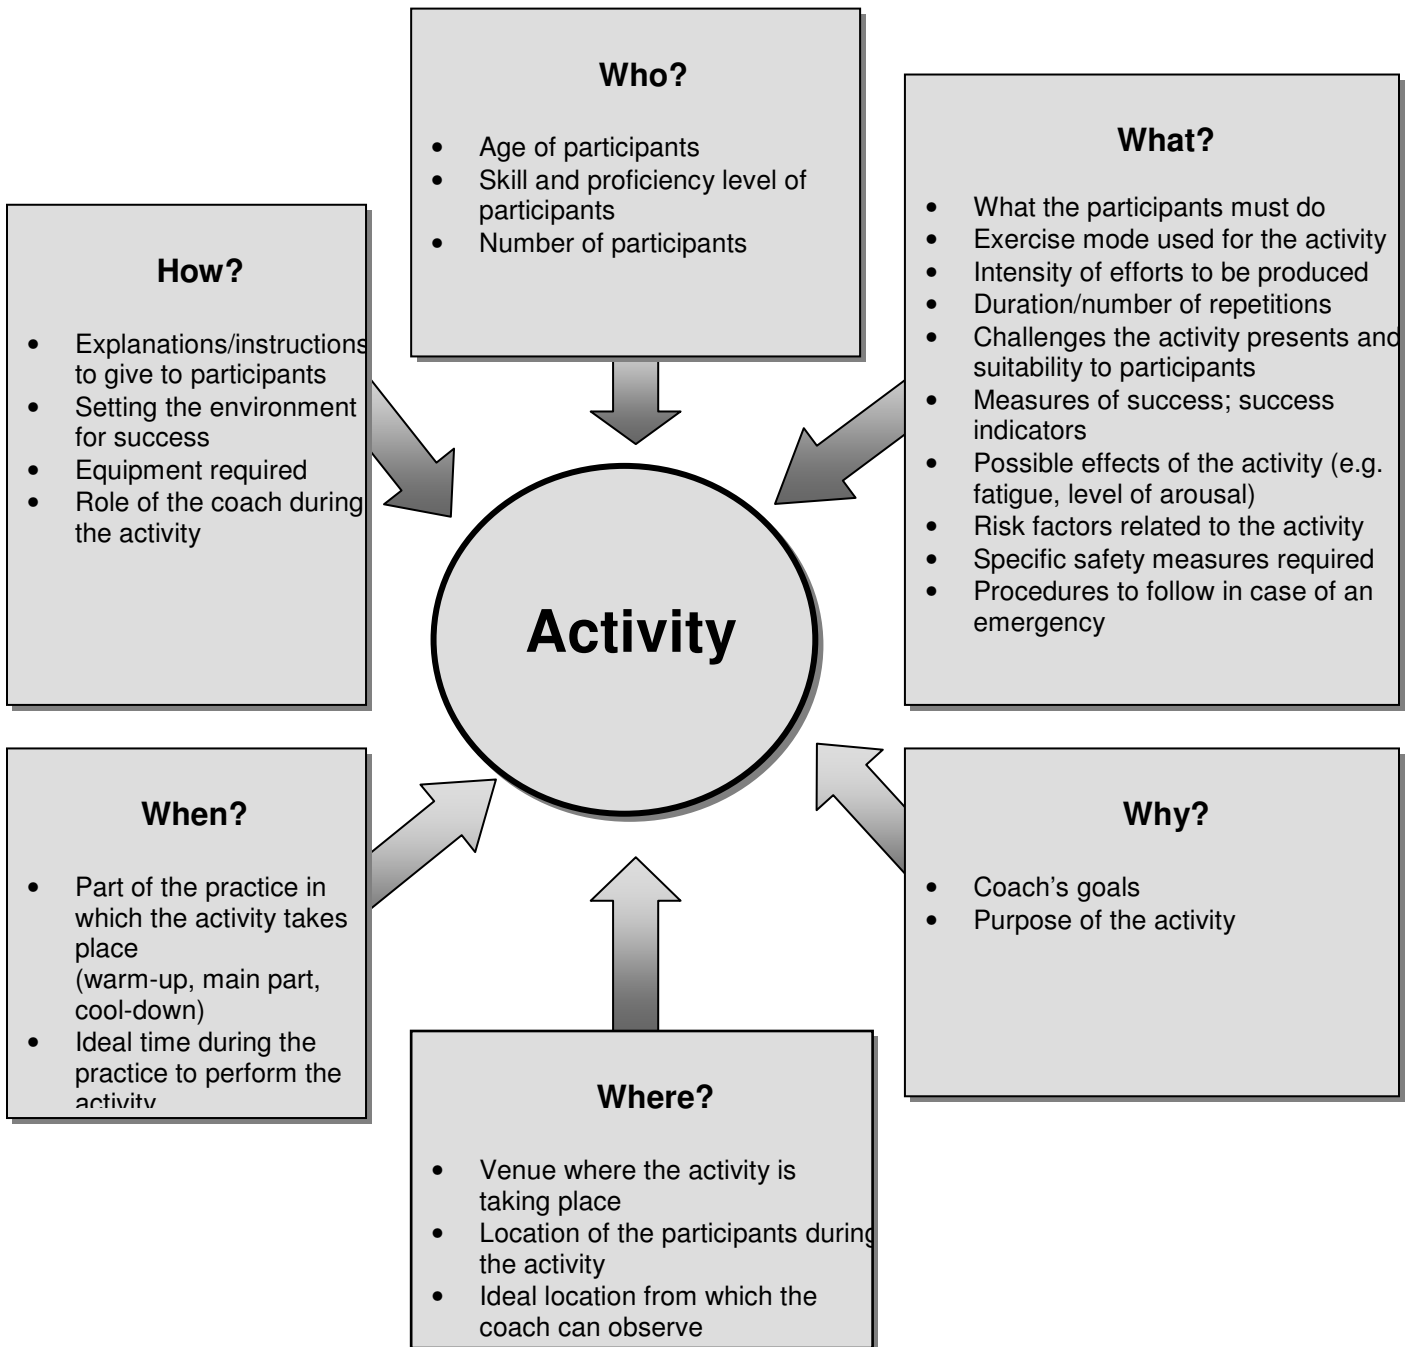 Who?
• Age of participants
• Skill and proficiency level of
participants
• Number of participants
What?
• What the participants must do
• Exercise mode used for the activity
• Intensity of efforts to be produced
• Duration/number of repetitions
• Challenges the activity presents and
suitability to participants
• Measures of success; success
indicators
• Possible effects of the activity (e.g.
fatigue, level of arousal)
• Risk factors related to the activity
• Specific safety measures required
• Procedures to follow in case of an
emergency
How?
• Explanations/instructions
to give to participants
• Setting the environment
for success
• Equipment required
• Role of the coach during
the activity
Activity
When?
• Part of the practice in
which the activity takes
place
(warm-up, main part,
cool-down)
• Ideal time during the
practice to perform the
activity
Why?
• Coach’s goals
• Purpose of the activity
Where?
• Venue where the activity is
taking place
• Location of the participants during
the activity
• Ideal location from which the
coach can observe